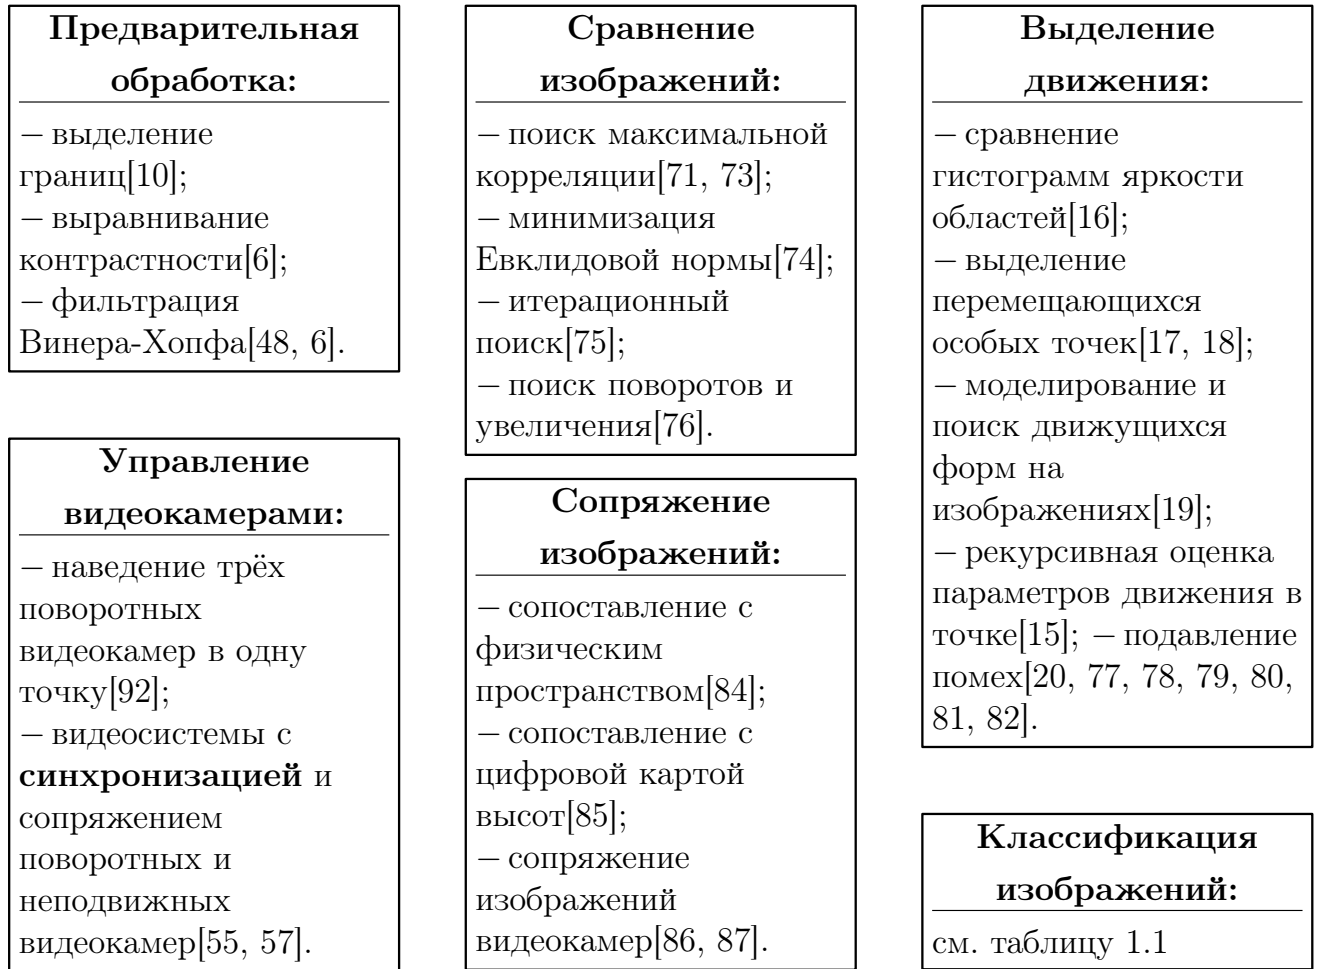 Предварительная
обработка:
– выделение
границ[10];
– выравнивание
контрастности[6];
– фильтрация
Винера-Хопфа[48, 6].
Управление
видеокамерами:
– наведение трёх
поворотных
видеокамер в одну
точку[92];
– видеосистемы с
синхронизацией и
сопряжением
поворотных и
неподвижных
видеокамер[55, 57].
Сравнение
изображений:
– поиск максимальной
корреляции[71, 73];
– минимизация
Евклидовой нормы[74];
– итерационный
поиск[75];
– поиск поворотов и
увеличения[76].
Сопряжение
изображений:
– сопоставление с
физическим
пространством[84];
– сопоставление с
цифровой картой
высот[85];
– сопряжение
изображений
видеокамер[86, 87].
Выделение
движения:
– сравнение
гистограмм яркости
областей[16];
– выделение
перемещающихся
особых точек[17, 18];
– моделирование и
поиск движущихся
форм на
изображениях[19];
– рекурсивная оценка
параметров движения в
точке[15]; – подавление
помех[20, 77, 78, 79, 80,
81, 82].
Классификация
изображений:
см. таблицу 1.1